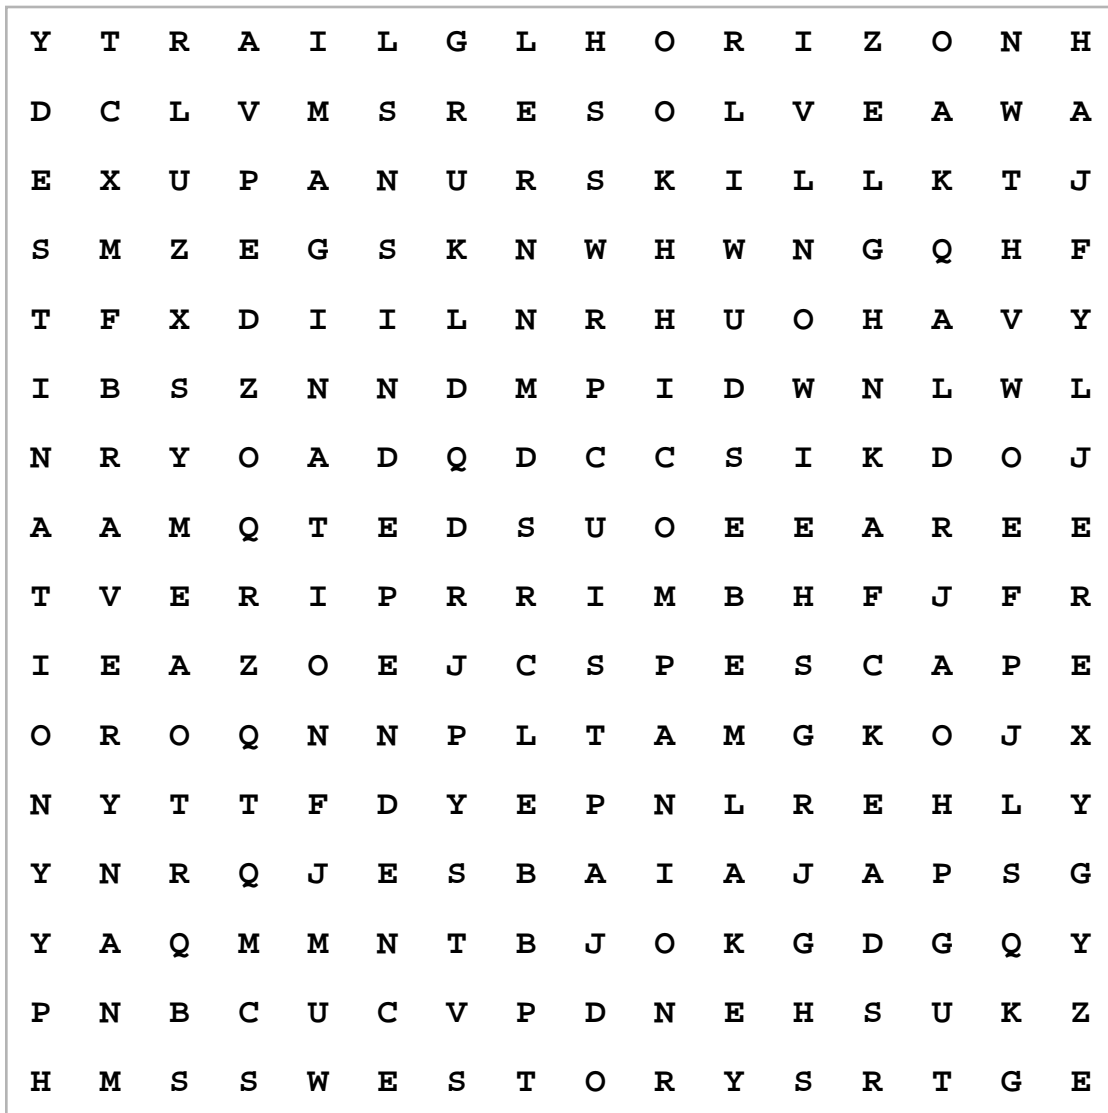 Y T R A I L G L H O R I Z O N H
D C L V M S R E S O L V E A W A
E X U P A N U R S K I L L K T J
S M Z E G S K N W H W N G Q H F
T F X D I I L N R H U O H A V Y
I B S Z N N D M P I D W N L W L
N R Y O A D Q D C C S I K D O J
A A M Q T E D S U O E E A R E E
T V E R I P R R I M B H F J F R
I E A Z O E J C S P E S C A P E
O R O Q N N P L T A M G K O J X
N Y T T F D Y E P N L R E H L Y
Y N R Q J E S B A I A J A P S G
Y A Q M M N T B J O K G D G Q Y
P N B C U C V P D N E H S U K Z
H M S S W E S T O R Y S R T G E